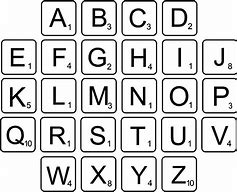 A1 B3 C3 D2
E1 F4 G2 H4 I1 J8
K5 L1 M3 N1 O1 P3
Q10 R1 S1 T1 U1 V4
W4 X8 Y4 Z10